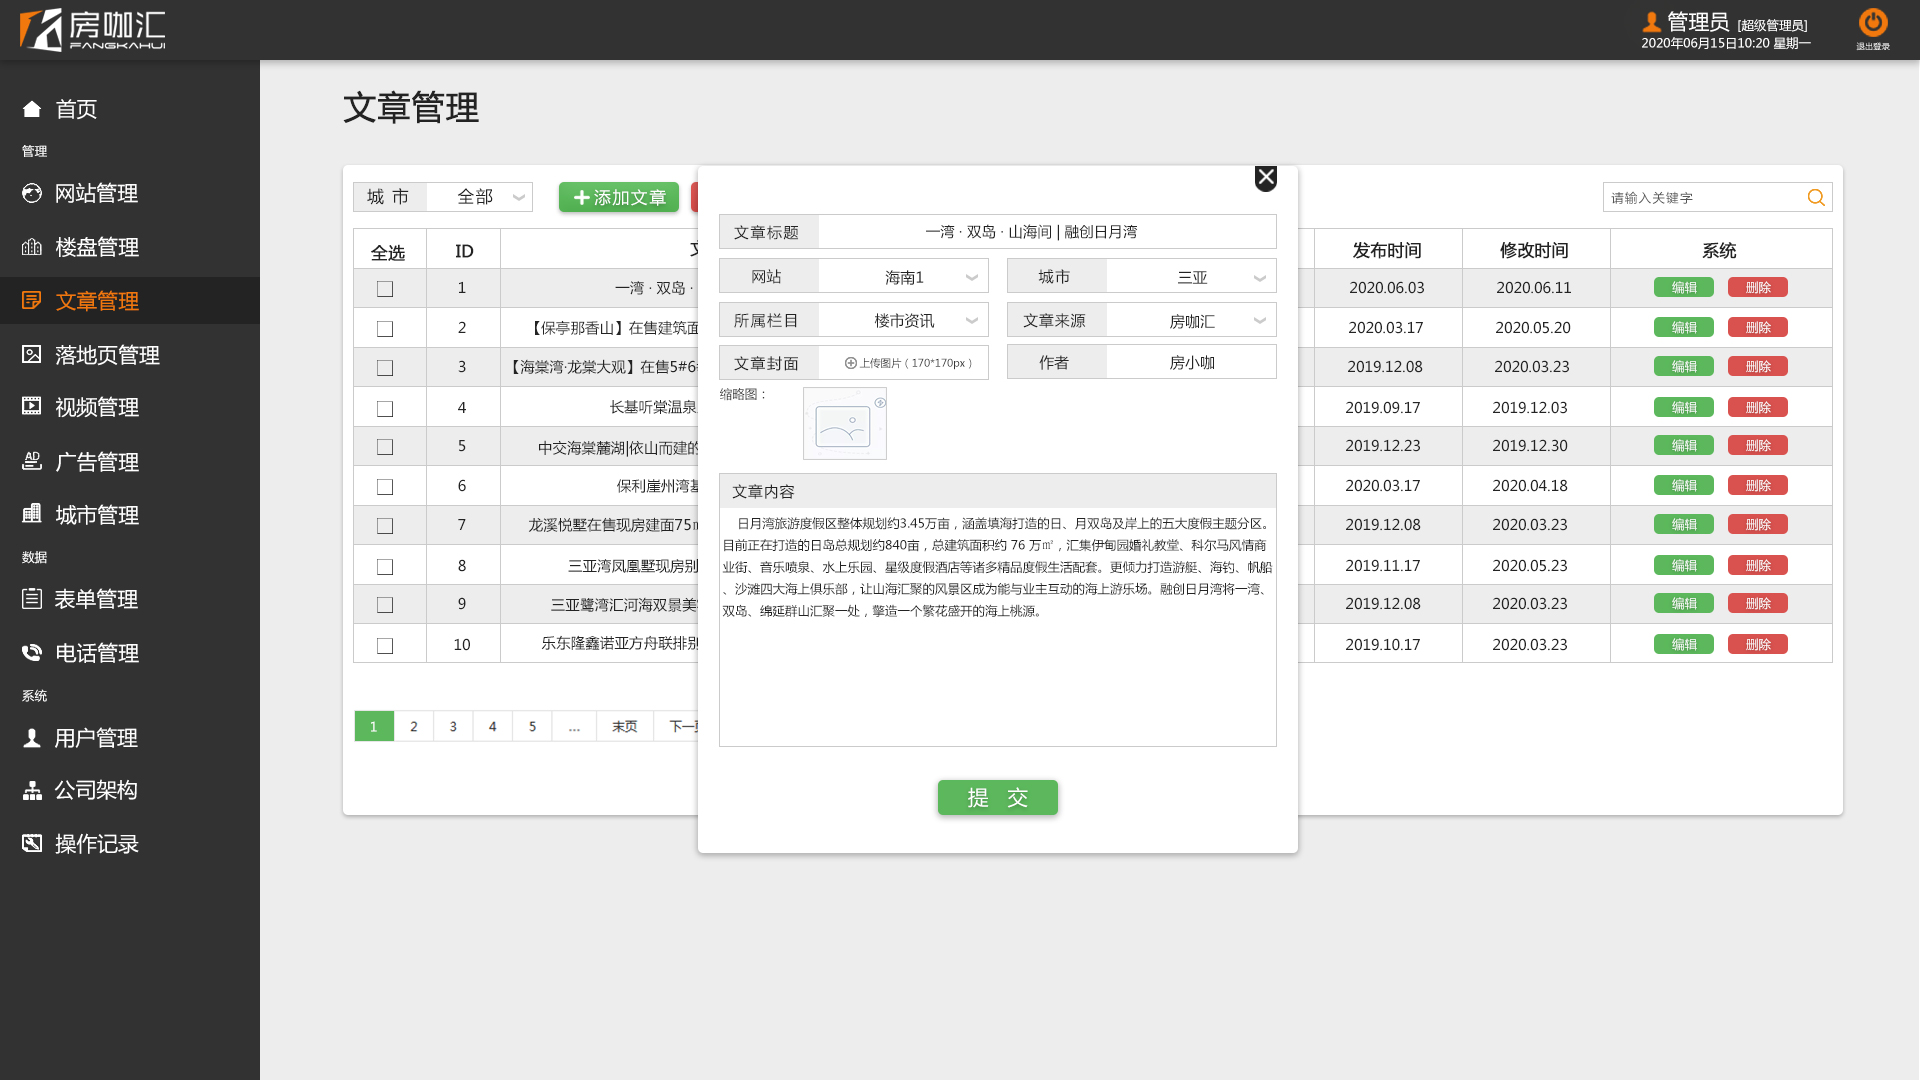 房咖汇
FANGKAHUI
管理员 [超级管理员]
2020年06月15日10:20 星期一
退出登录
首页
管理
网站管理
楼盘管理
文章管理
落地页管理
视频管理
AD
广告管理
城市管理
数据
表单管理
电话管理
系统
用户管理
公司架构
操作记录
文章管理
城 市 全部
添加文章
请输入关键字
全选 ID 发布时间 修改时间 系统
1 一湾 · 双岛 · 2020.06.03 2020.06.11 编辑 删除
2 【保亭那香山】在售建筑面 2020.03.17 2020.05.20 编辑 删除
3 【海棠湾·龙棠大观】在售5#6 2019.12.08 2020.03.23 编辑 删除
4 长基听棠温泉 2019.09.17 2019.12.03 编辑 删除
5 中交海棠麓湖|依山而建的 2019.12.23 2019.12.30 编辑 删除
6 保利崖州湾 2020.03.17 2020.04.18 编辑 删除
7 龙溪悦墅在售现房建面75 2019.12.08 2020.03.23 编辑 删除
8 三亚湾凤凰墅现房别 2019.11.17 2020.05.23 编辑 删除
9 三亚鹭湾汇河海双景美 2019.12.08 2020.03.23 编辑 删除
10 乐东隆鑫诺亚方舟联排别 2019.10.17 2020.03.23 编辑 删除
1 2 3 4 5 ... 末页 下一
文章标题 一湾 · 双岛 · 山海间 | 融创日月湾
网站 海南1 城市 三亚
所属栏目 楼市资讯 文章来源 房咖汇
文章封面 上传图片（170*170px） 作者 房小咖
缩略图：
文章内容
日月湾旅游度假区整体规划约3.45万亩，涵盖填海打造的日、月双岛及岸上的五大度假主题分区。
目前正在打造的日岛总规划约840亩，总建筑面积约 76 万㎡，汇集伊甸园婚礼教堂、科尔马风情商
业街、音乐喷泉、水上乐园、星级度假酒店等诸多精品度假生活配套。更倾力打造游艇、海钓、帆船
、沙滩四大海上俱乐部，让山海汇聚的风景区成为能与业主互动的海上游乐场。融创日月湾将一湾、
双岛、绵延群山汇聚一处，擎造一个繁花盛开的海上桃源。
提 交